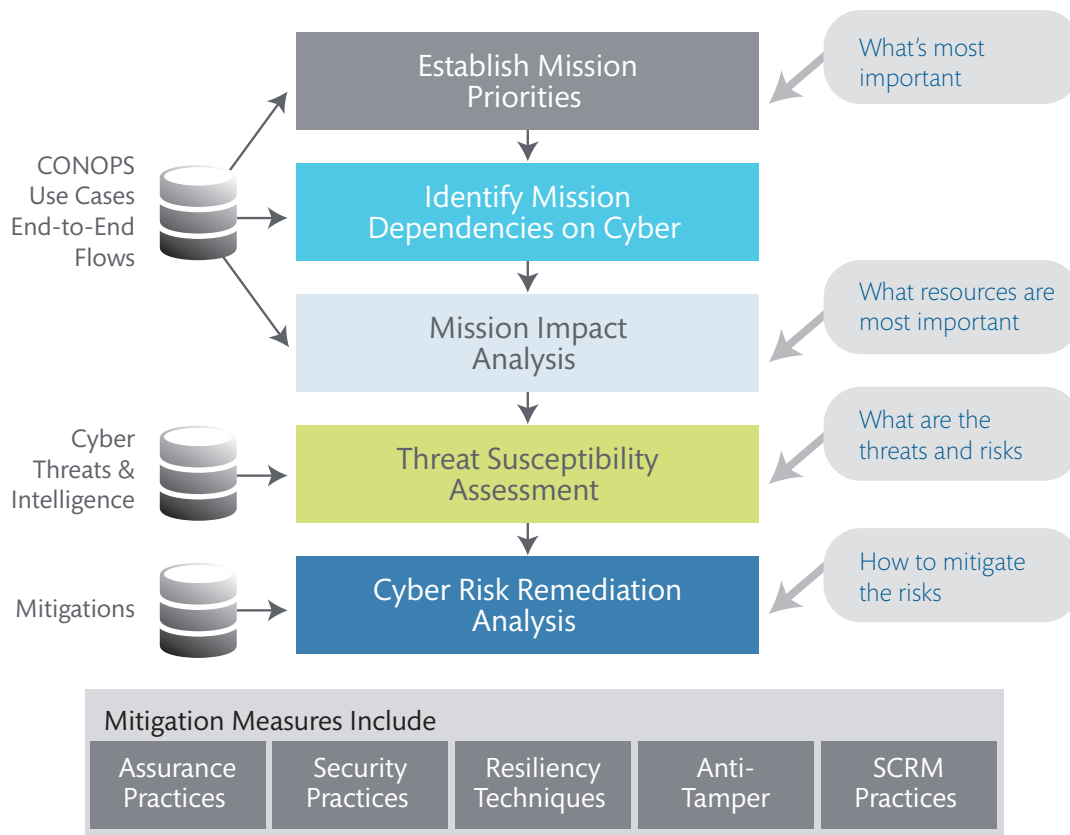 Establish Mission
Priorities
What's most
important
CONOPS
Use Cases
End-to-End
Flows
Identify Mission
Dependencies on Cyber
Mission Impact
Analysis
What resources are
most important
Cyber
Threats &
Intelligence
Threat Susceptibility
Assessment
What are the
threats and risks
Mitigations
Cyber Risk Remediation
Analysis
How to mitigate
the risks
Mitigation Measures Include
Assurance
Practices
Security
Practices
Resiliency
Techniques
Anti-
Tamper
SCRM
Practices